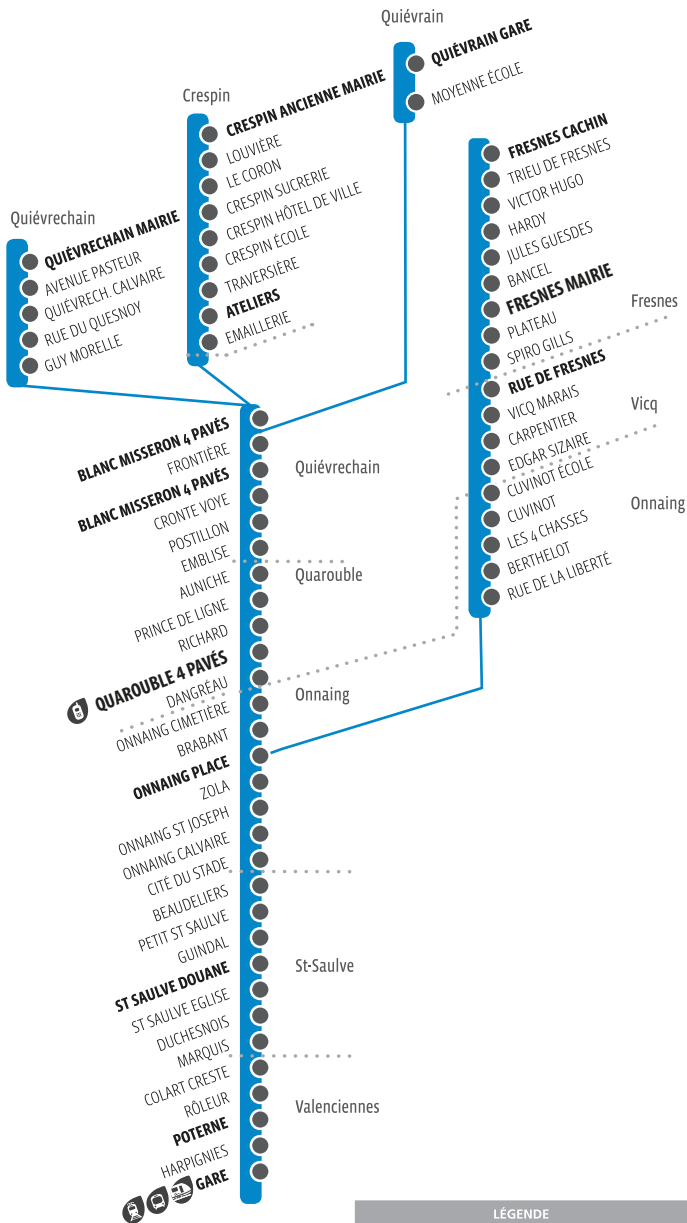 Quiévrain
QUIÉVRAIN GARE
MOYENNE ÉCOLE
Crespin
CRESPIN ANCIENNE MAIRIE
LOUVIÈRE
LE CORON
CRESPIN SUCRERIE
CRESPIN HÔTEL DE VILLE
CRESPIN ÉCOLE
TRAVERSIÈRE
ATELIERS
EMAILLERIE
Quiévrechain
QUIÉVRECHAIN MAIRIE
AVENUE PASTEUR
QUIÉVRECH. CALVAIRE
RUE DU QUESNOY
GUY MORELLE
FRESNES CACHIN
TRIEU DE FRESNES
VICTOR HUGO
HARDY
JULES GUESDES
BANCEL
FRESNES MAIRIE
PLATEAU
SPIRO GILLS
RUE DE FRESNES
VICQ MARAIS
CARPENTIER
EDGAR SIZAIRE
CUVINOT ÉCOLE
CUVINOT
LES 4 CHASSES
BERTHELOT
RUE DE LA LIBERTÉ
Fresnes
Vicq
Onnaing
BLANC MISSERON 4 PAVÉS
FRONTIÈRE
BLANC MISSERON 4 PAVÉS
CRONTE VOYE
POSTILLON
EMBLISE
AUNICHE
PRINCE DE LIGNE
RICHARD
QUAROUBLE 4 PAVÉS
DANGRÉAU
ONNAING CIMETIÈRE
BRABANT
ONNAING PLACE
ZOLA
ONNAING ST JOSEPH
ONNAING CALVAIRE
CITÉ DU STADE
BEAUDELIERS
PETIT ST SAULVE
GUINDAL
ST SAULVE DOUANE
ST SAULVE EGLISE
DUCHESNOIS
MARQUIS
COLART CRESTE
RÔLEUR
POTERNE
HARPIGNIES
GARE
Quiévrechain
Quarouble
Onnaing
St-Saulve
Valenciennes
LÉGENDE